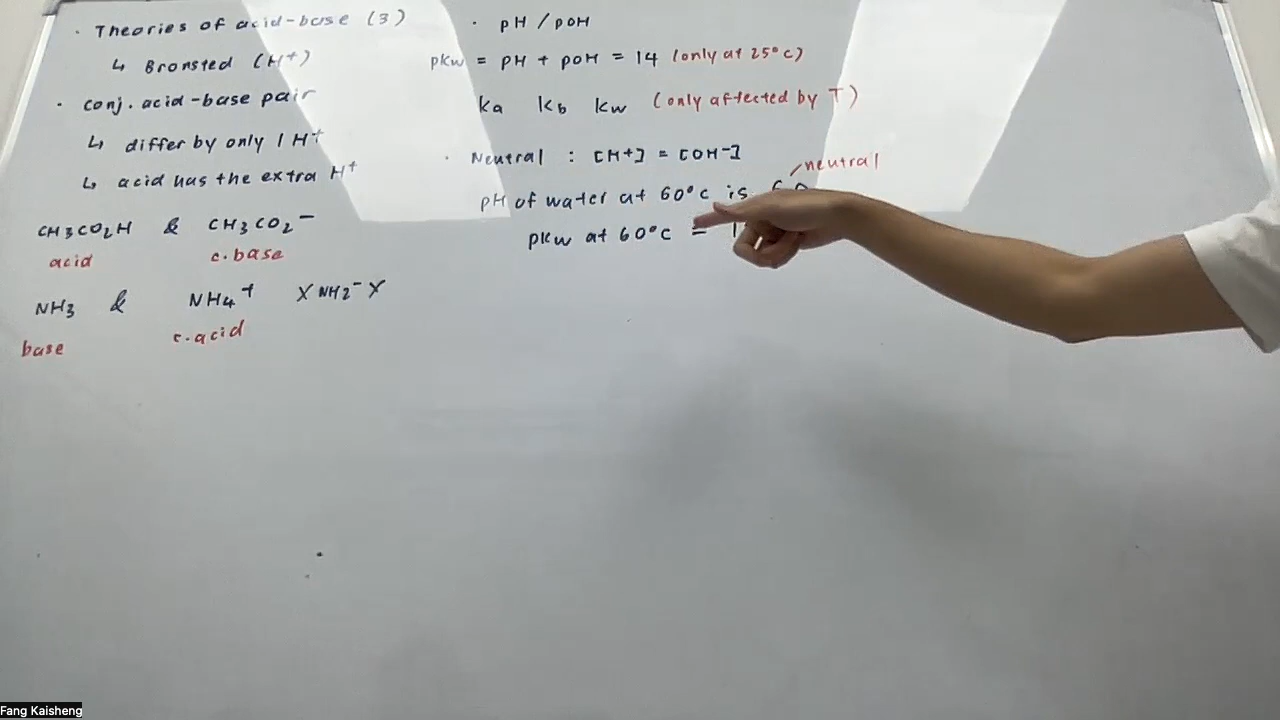 · Theories of acid-base (3)
↳ Bronsted (H+)
· conj. acid-base pair
↳ differ by only 1 H+
↳ acid has the extra H+
CH3CO2H & CH3CO2-
acid c.base
NH3 & NH4+ X NH2- X
base c.acid
· pH / pOH
pKw = pH + pOH = 14 (only at 25°C)
Ka Kb Kw (only affected by T)
· Neutral : [H+] = [OH-]
neutral
pH of water at 60°C is
pKw at 60°C =
Fang Kaisheng